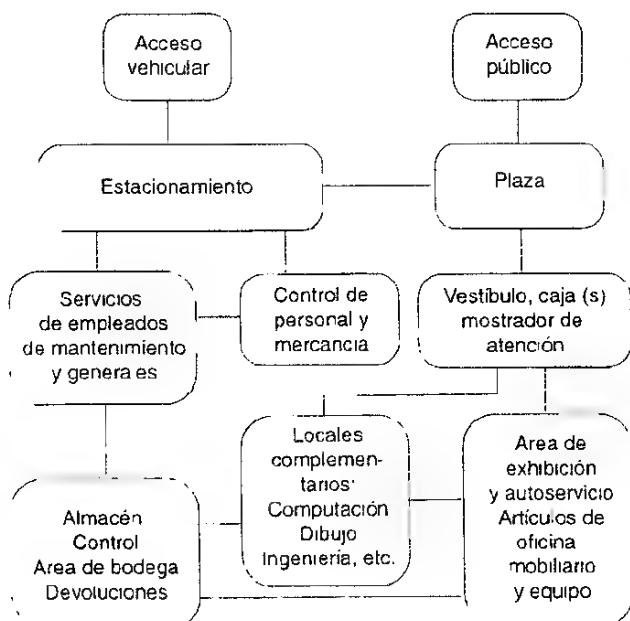 Acceso
vehicular
Acceso
público
Estacionamiento
Plaza
Servicios
de empleados
de mantenimiento
y genera es
Control de
personal y
mercancía
Vestíbulo, caja (s)
mostrador de
atención
Locales
complemen-
tarios:
Computación
Dibujo
Ingeniería, etc.
Area de
exhibición
y autoservicio
Artículos de
oficina
mobiliario
y equipo
Almacén
Control
Area de bodega
Devoluciones